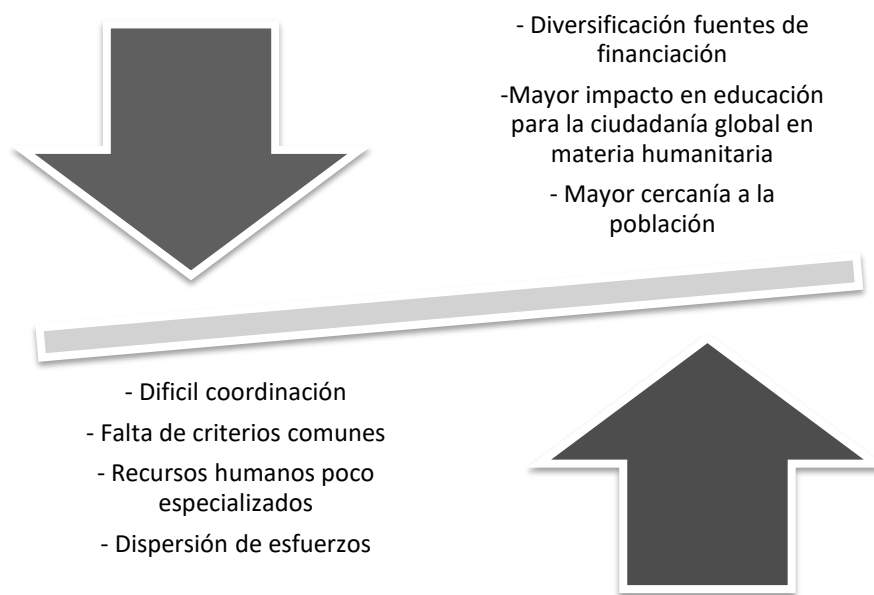 - Diversificación fuentes de
financiación
-Mayor impacto en educación
para la ciudadanía global en
materia humanitaria
- Mayor cercanía a la
población
- Dificil coordinación
- Falta de criterios comunes
- Recursos humanos poco
especializados
- Dispersión de esfuerzos